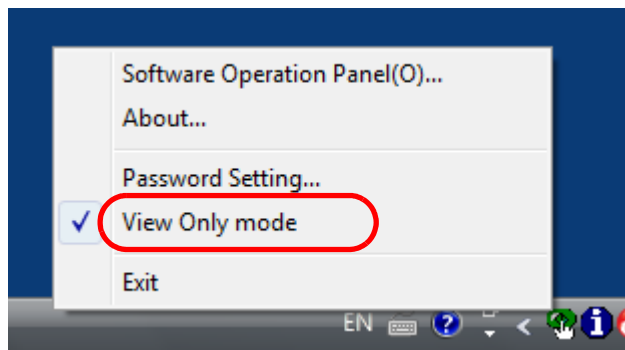 Software Operation Panel(O)...
About...
Password Setting...
View Only mode
Exit
EN